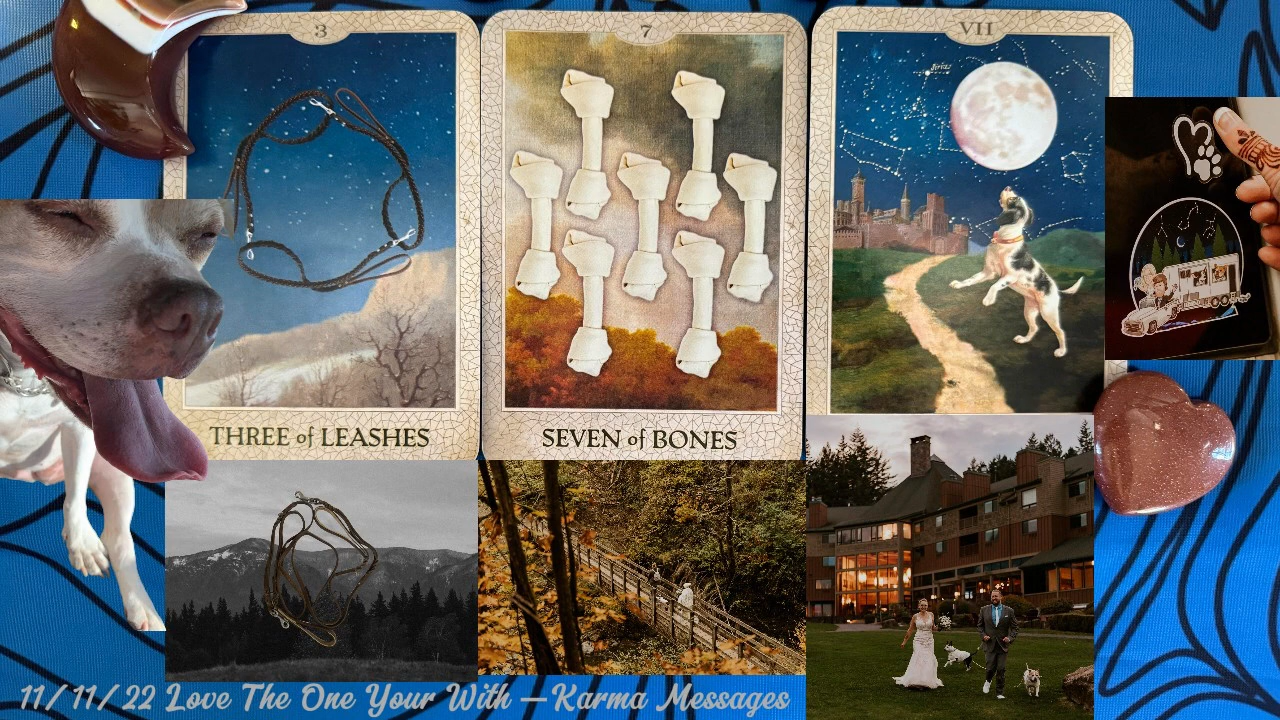 3
7
VII
Sirius
THREE of LEASHES
SEVEN of BONES
11/11/22 Love The One Your With —Karma Messages